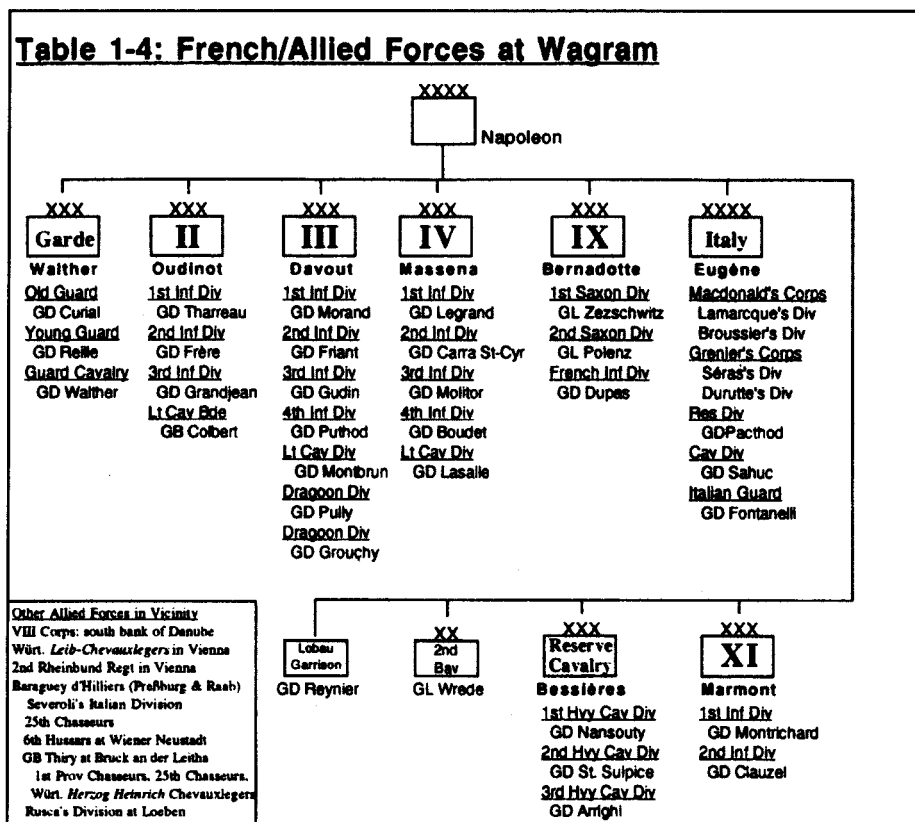 Table 1-4: French/Allied Forces at Wagram
XXXX
Napoleon
XXX
Garde
Walther
Old Guard
GD Curial
Young Guard
GD Reille
Guard Cavalry
GD Walther
XXX
II
Oudinot
1st Inf Div
GD Tharreau
2nd Inf Div
GD Frère
3rd Inf Div
GD Grandjean
Lt Cav Bde
GB Colbert
XXX
III
Davout
1st Inf Div
GD Morand
2nd Inf Div
GD Friant
3rd Inf Div
GD Gudin
4th Inf Div
GD Puthod
Lt Cav Div
GD Montbrun
Dragoon Div
GD Pully
Dragoon Div
GD Grouchy
XXX
IV
Massena
1st Inf Div
GD Legrand
2nd Inf Div
GD Carra St-Cyr
3rd Inf Div
GD Molitor
4th Inf Div
GD Boudet
Lt Cav Div
GD Lasalle
XXX
IX
Bernadotte
1st Saxon Div
GL Zezschwitz
2nd Saxon Div
GL Polenz
French Inf Div
GD Dupas
XXXX
Italy
Eugène
Macdonald's Corps
Lamarcque's Div
Broussier's Div
Grenier's Corps
Séras's Div
Durutte's Div
Res Div
GDPacthod
Cav Div
GD Sahuc
Italian Guard
GD Fontanelli
Other Allied Forces in Vicinity
VIII Corps: south bank of Danube
Würt. Leib-Chevauxlegers in Vienna
2nd Rheinbund Regt in Vienna
Baraguey d'Hilliers (Preßburg & Raab)
Severoli's Italian Division
25th Chasseurs
6th Hussars at Wiener Neustadt
GB Thiry at Bruck an der Leitha
1st Prov Chasseurs, 25th Chasseurs,
Würt. Herzog Heinrich Chevauxlegers
Rusca's Division at Loeben
Lobau
Garrison
GD Reynier
XX
2nd
Bav
GL Wrede
XXX
Reserve
Cavalry
Bessières
1st Hvy Cav Div
GD Nansouty
2nd Hvy Cav Div
GD St. Sulpice
3rd Hvy Cav Div
GD Arrighi
XXX
XI
Marmont
1st Inf Div
GD Montrichard
2nd Inf Div
GD Clauzel